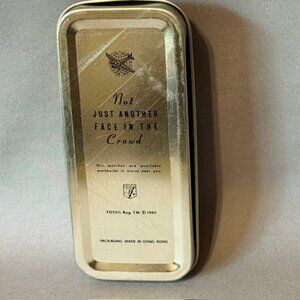 Not
JUST ANOTHER
FACE IN THE
Crowd
Our watches are available
worldwide in stores near you.
FOSSIL Reg. T.M. © 1992
PACKAGING MADE IN HONG KONG